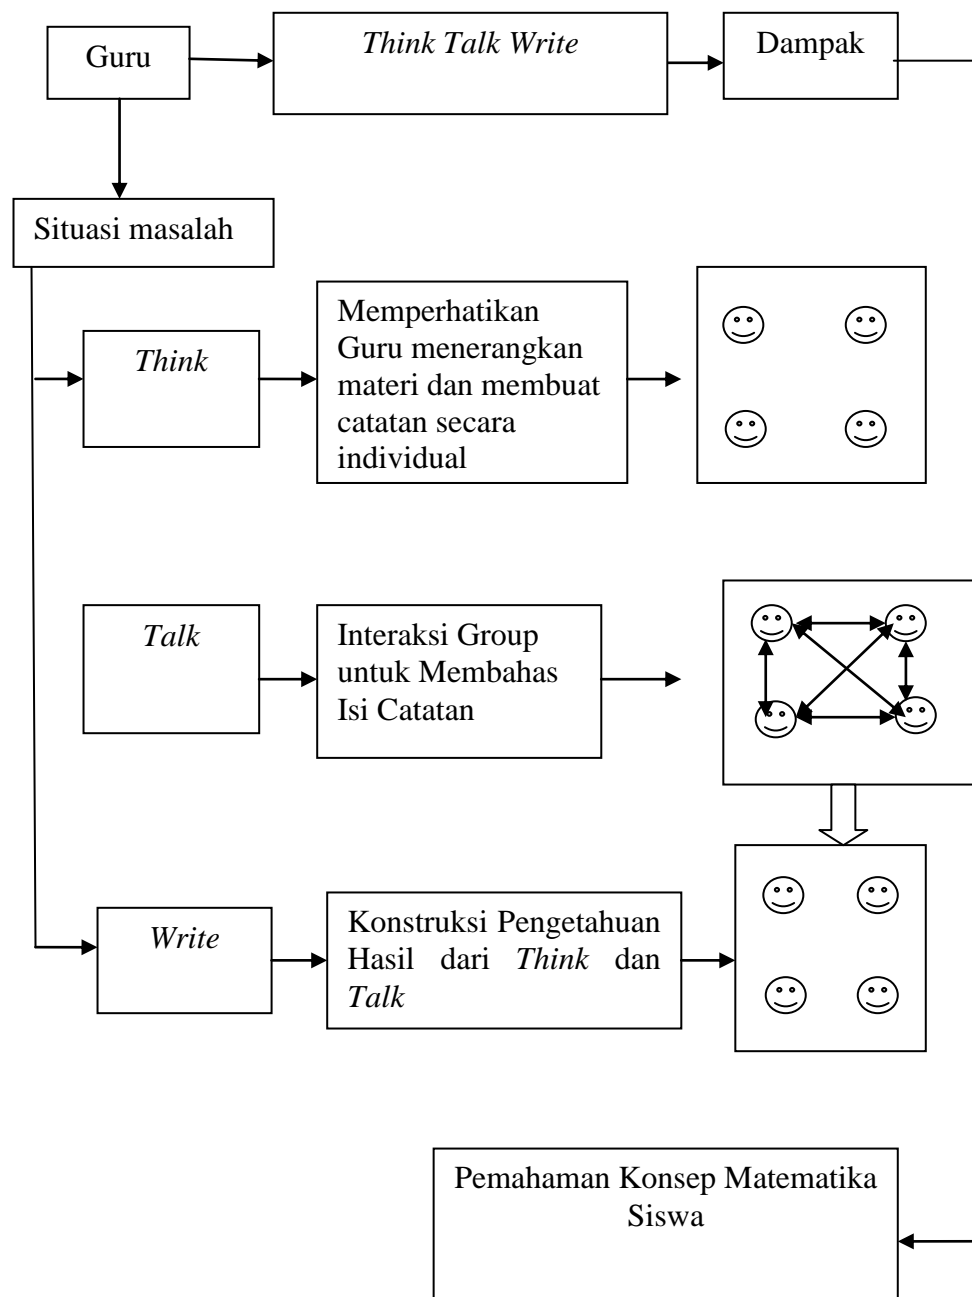 Guru
Think Talk Write
Dampak
Situasi masalah
Think
Memperhatikan
Guru menerangkan
materi dan membuat
catatan secara
individual
Talk
Interaksi Group
untuk Membahas
Isi Catatan
Write
Konstruksi Pengetahuan
Hasil dari Think dan
Talk
Pemahaman Konsep Matematika
Siswa